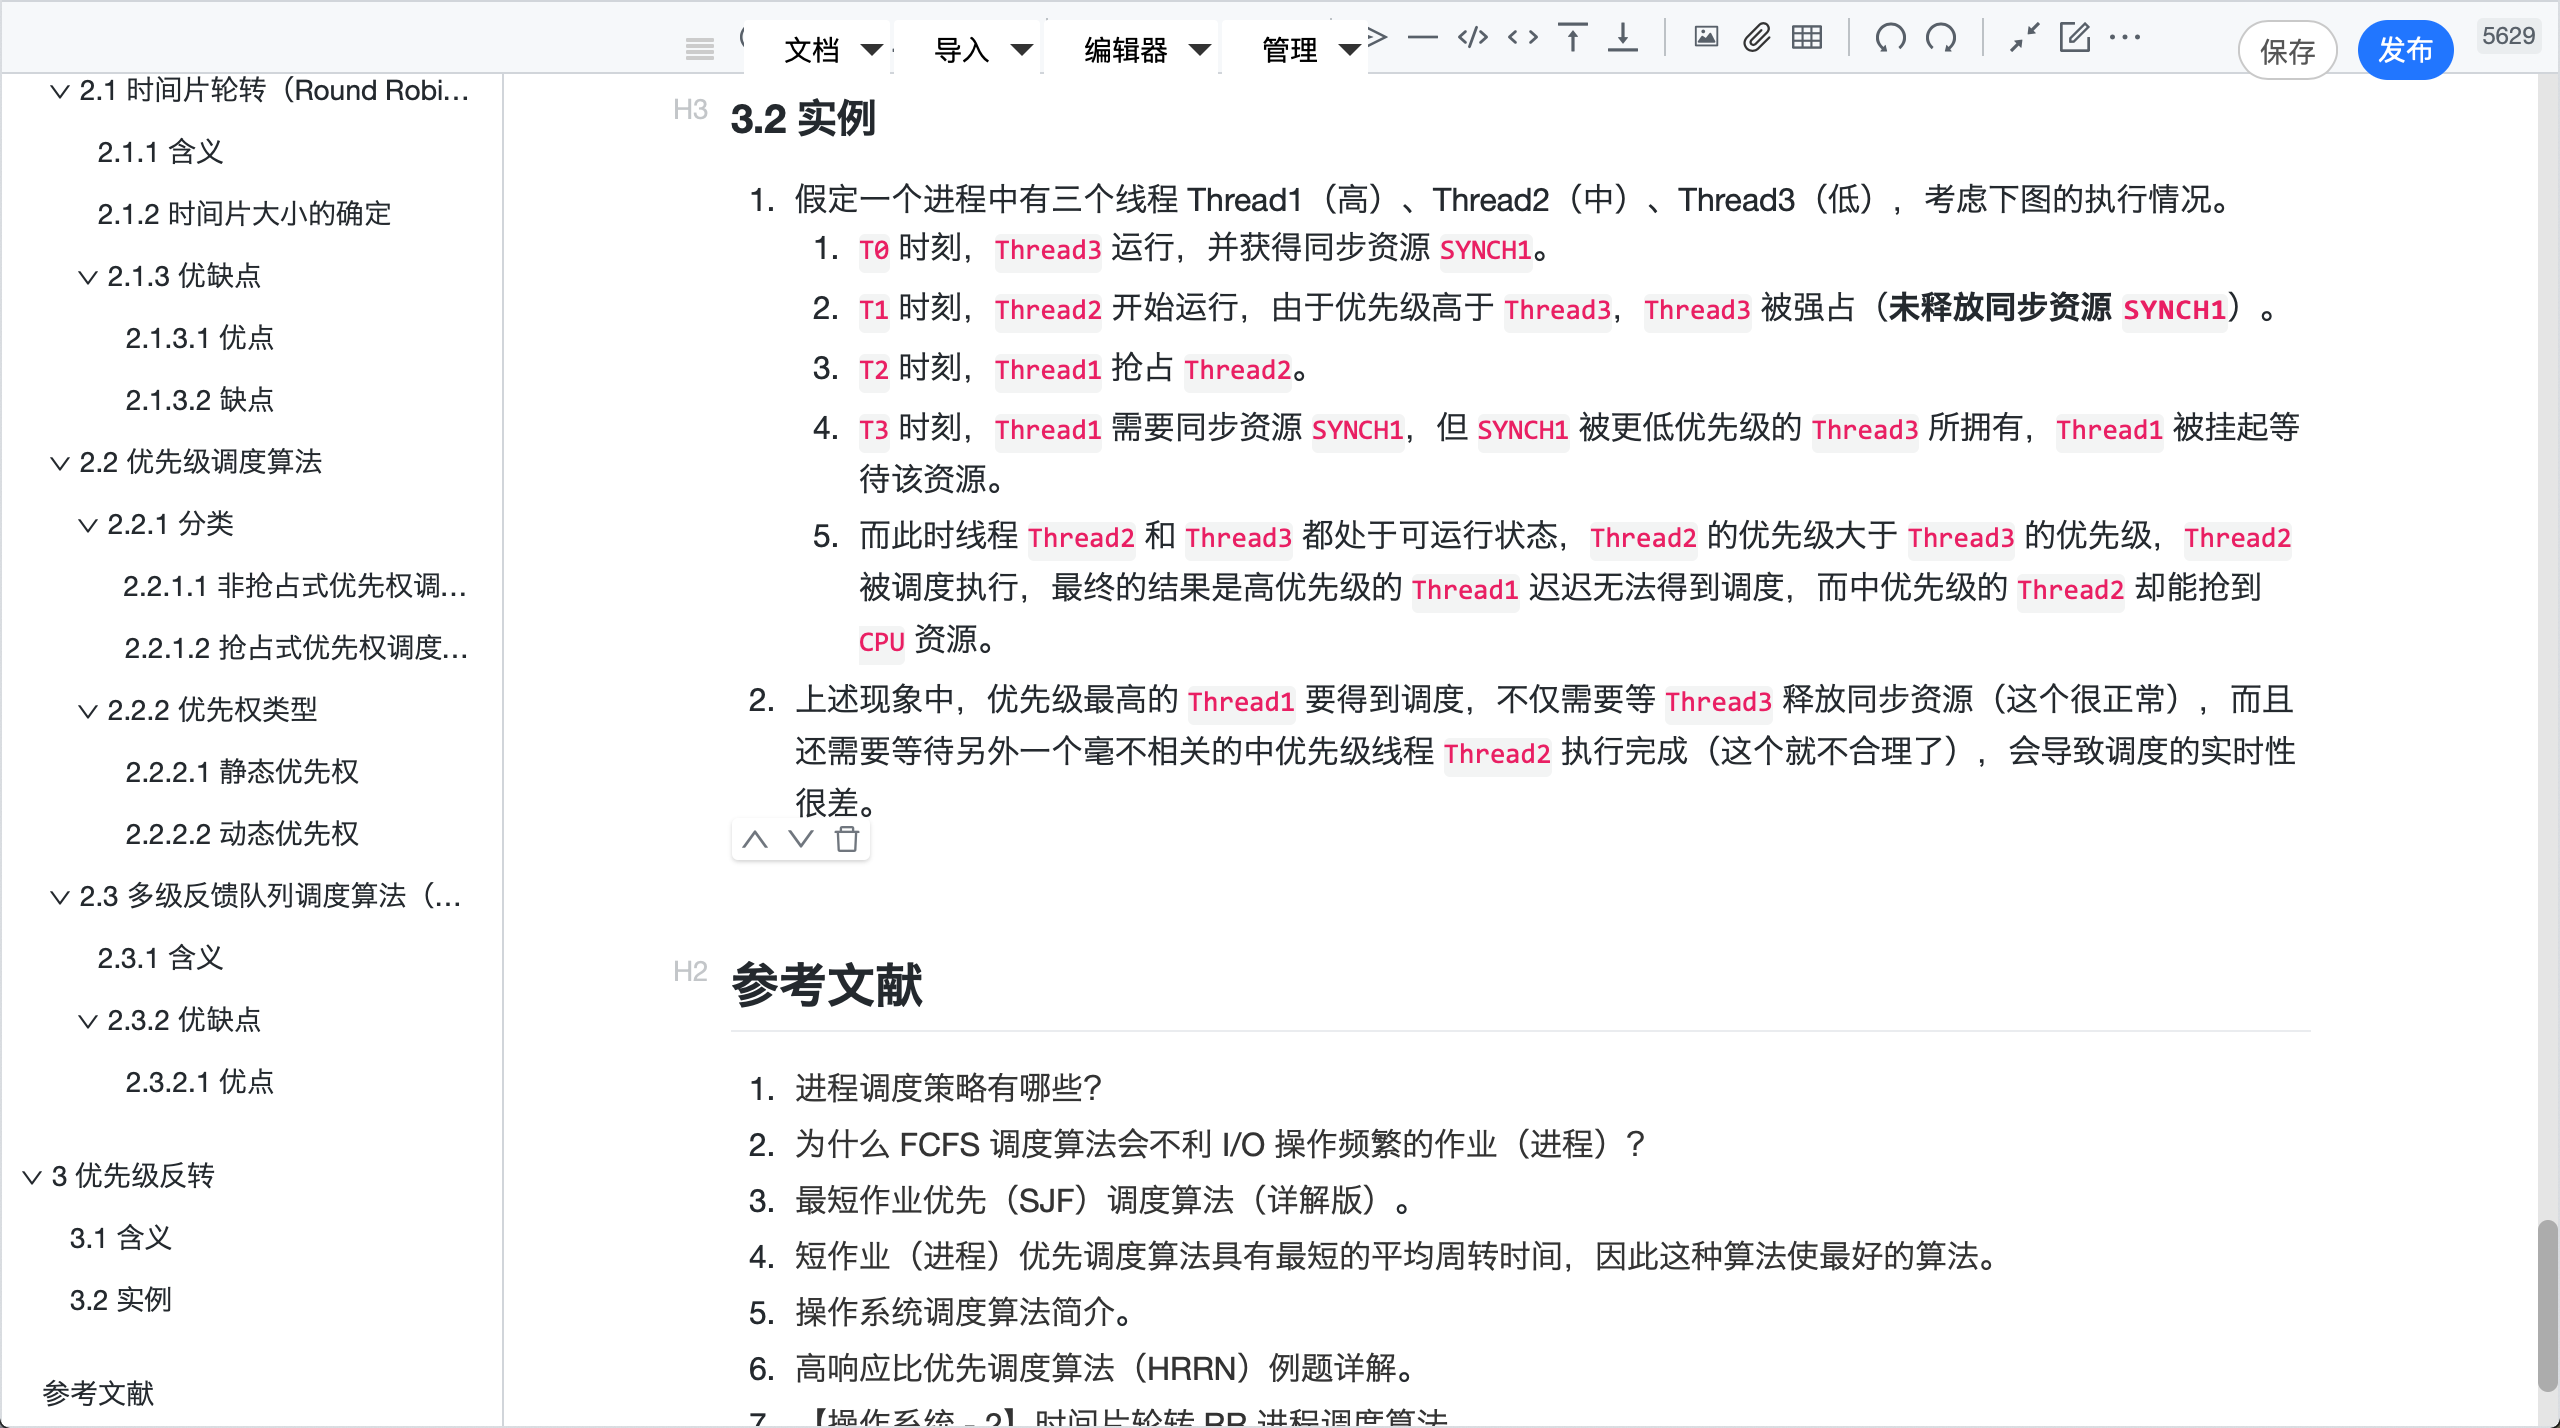 文档
导入
编辑器
管理
保存
发布
5629
2.1 时间片轮转（Round Robi...
2.1.1 含义
2.1.2 时间片大小的确定
2.1.3 优缺点
2.1.3.1 优点
2.1.3.2 缺点
2.2 优先级调度算法
2.2.1 分类
2.2.1.1 非抢占式优先权调...
2.2.1.2 抢占式优先权调度...
2.2.2 优先权类型
2.2.2.1 静态优先权
2.2.2.2 动态优先权
2.3 多级反馈队列调度算法（...
2.3.1 含义
2.3.2 优缺点
2.3.2.1 优点
3 优先级反转
3.1 含义
3.2 实例
参考文献
H3 3.2 实例
1. 假定一个进程中有三个线程 Thread1（高）、Thread2（中）、Thread3（低），考虑下图的执行情况。
1. T0 时刻，Thread3 运行，并获得同步资源 SYNCH1。
2. T1 时刻，Thread2 开始运行，由于优先级高于 Thread3，Thread3 被强占（未释放同步资源 SYNCH1）。
3. T2 时刻，Thread1 抢占 Thread2。
4. T3 时刻，Thread1 需要同步资源 SYNCH1，但 SYNCH1 被更低优先级的 Thread3 所拥有，Thread1 被挂起等
待该资源。
5. 而此时线程 Thread2 和 Thread3 都处于可运行状态，Thread2 的优先级大于 Thread3 的优先级，Thread2
被调度执行，最终的结果是高优先级的 Thread1 迟迟无法得到调度，而中优先级的 Thread2 却能抢到
CPU 资源。
2. 上述现象中，优先级最高的 Thread1 要得到调度，不仅需要等 Thread3 释放同步资源（这个很正常），而且
还需要等待另外一个毫不相关的中优先级线程 Thread2 执行完成（这个就不合理了），会导致调度的实时性
很差。
H2 参考文献
1. 进程调度策略有哪些？
2. 为什么 FCFS 调度算法会不利 I/O 操作频繁的作业（进程）？
3. 最短作业优先（SJF）调度算法（详解版）。
4. 短作业（进程）优先调度算法具有最短的平均周转时间，因此这种算法使最好的算法。
5. 操作系统调度算法简介。
6. 高响应比优先调度算法（HRRN）例题详解。
7. 【操作系统 - 2】时间片轮转 RR 进程调度算法